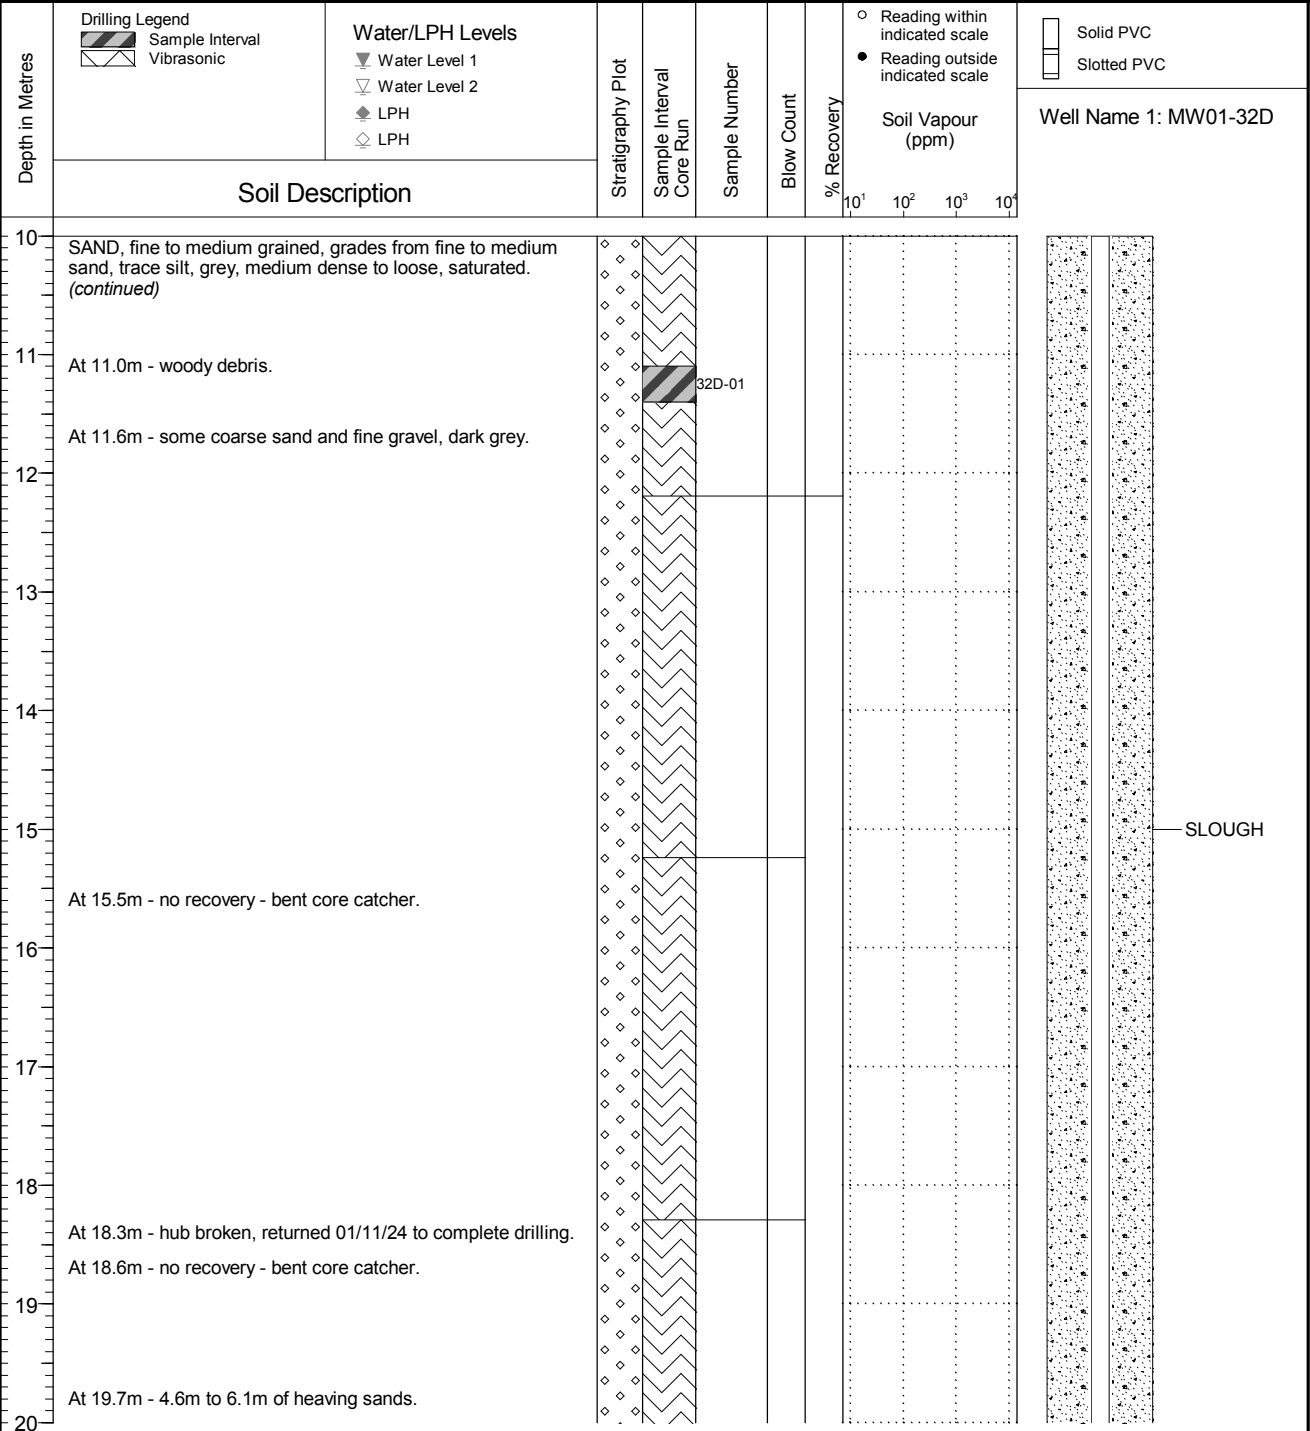 Depth in Metres
Drilling Legend
Sample Interval
Vibrasonic
Water/LPH Levels
Water Level 1
Water Level 2
LPH
LPH
Soil Description
Stratigraphy Plot
Sample Interval
Core Run
Sample Number
Blow Count
% Recovery
Reading within
indicated scale
Reading outside
indicated scale
Soil Vapour
(ppm)
10¹ 10² 10³ 10⁴
Solid PVC
Slotted PVC
Well Name 1: MW01-32D
10
SAND, fine to medium grained, grades from fine to medium
sand, trace silt, grey, medium dense to loose, saturated.
(continued)
11
At 11.0m - woody debris.
32D-01
At 11.6m - some coarse sand and fine gravel, dark grey.
12
13
14
15
SLOUGH
At 15.5m - no recovery - bent core catcher.
16
17
18
At 18.3m - hub broken, returned 01/11/24 to complete drilling.
At 18.6m - no recovery - bent core catcher.
19
At 19.7m - 4.6m to 6.1m of heaving sands.
20